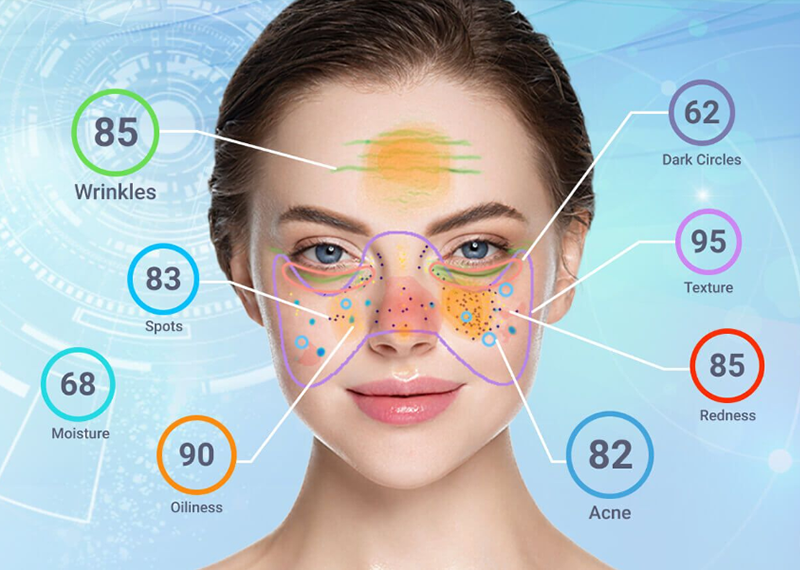 85
Wrinkles
62
Dark Circles
83
Spots
95
Texture
68
Moisture
85
Redness
90
Oiliness
82
Acne